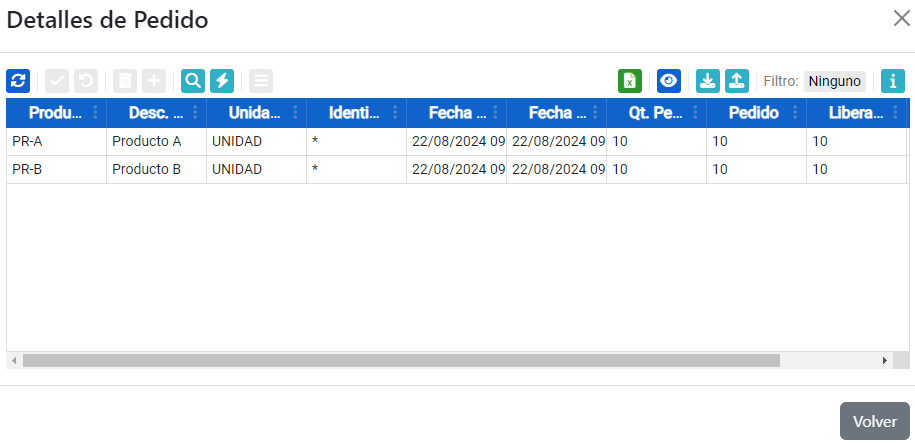 Detalles de Pedido
Filtro: Ninguno
Produ... Desc. ... Unida... Identi... Fecha ... Fecha ... Qt. Pe... Pedido Libera...
PR-A Producto A UNIDAD * 22/08/2024 09 22/08/2024 09 10 10 10
PR-B Producto B UNIDAD * 22/08/2024 09 22/08/2024 09 10 10 10
Volver